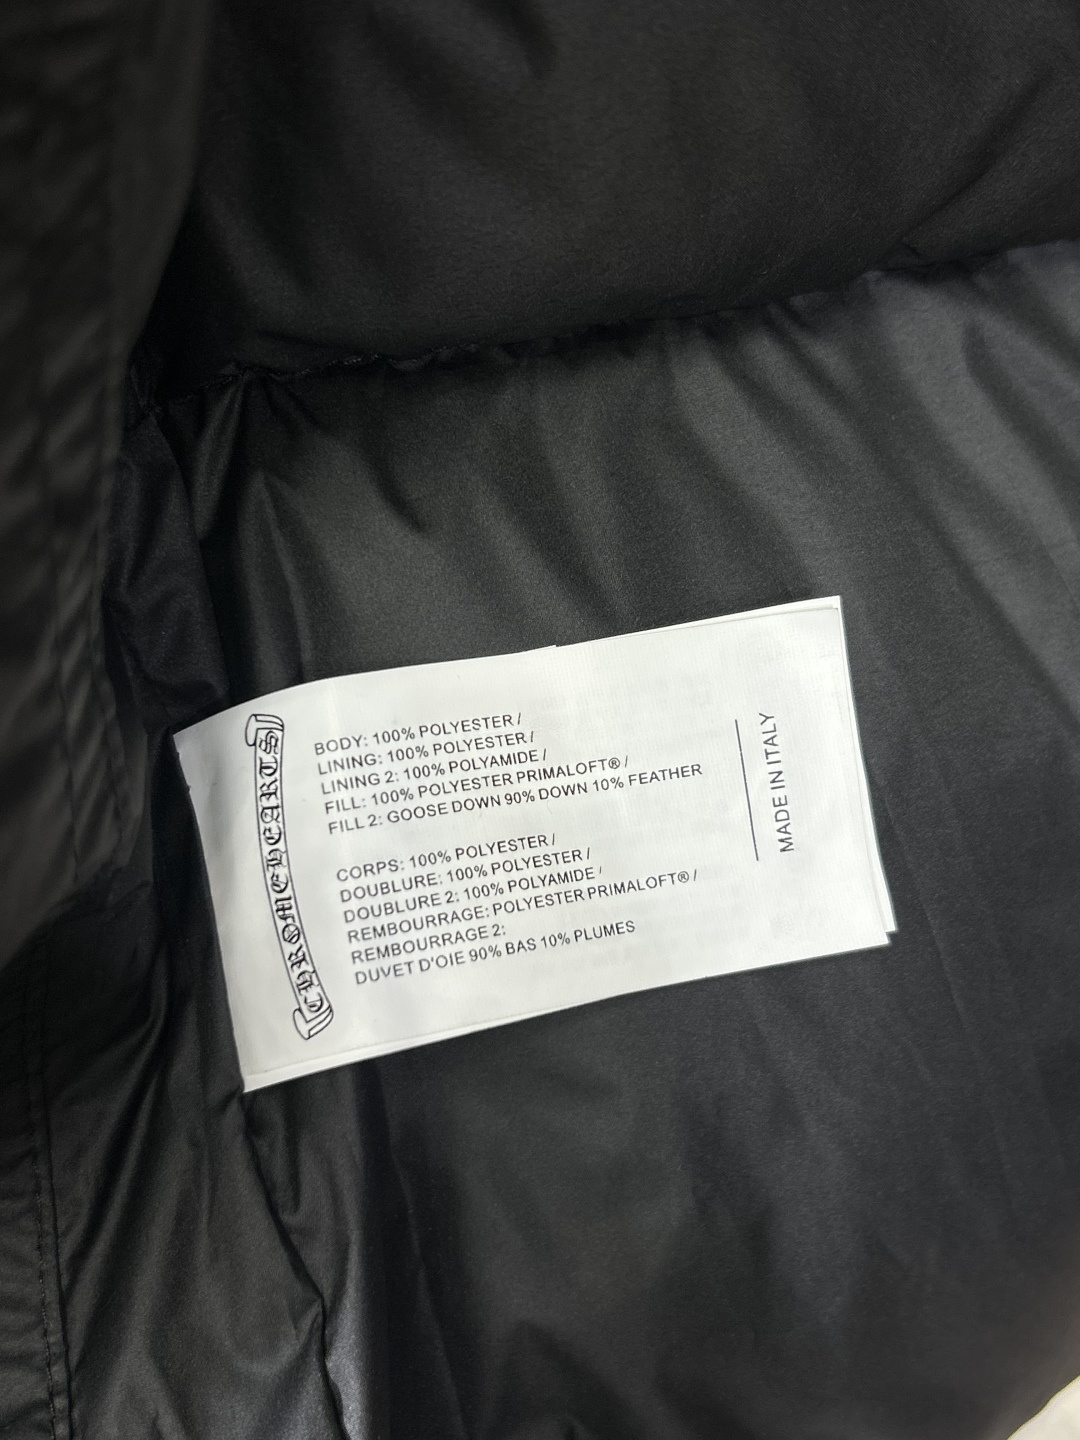 CHROME HEARTS
BODY: 100% POLYESTER /
LINING: 100% POLYESTER /
LINING 2: 100% POLYAMIDE /
FILL: 100% POLYESTER PRIMALOFT® /
FILL 2: GOOSE DOWN 90% DOWN 10% FEATHER
CORPS: 100% POLYESTER /
DOUBLURE: 100% POLYESTER /
DOUBLURE 2: 100% POLYAMIDE /
REMBOURRAGE: POLYESTER PRIMALOFT® /
REMBOURRAGE 2:
DUVET D'OIE 90% BAS 10% PLUMES
MADE IN ITALY